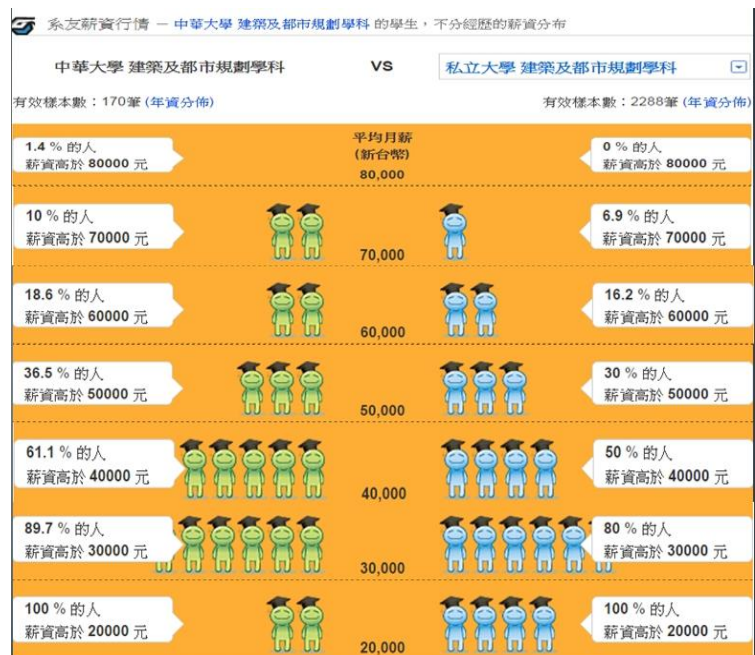 系友薪資行情 – 中華大學 建築及都市規劃學科 的學生，不分經歷的薪資分布
中華大學 建築及都市規劃學科 VS 私立大學 建築及都市規劃學科
有效樣本數：170筆 (年資分佈) 有效樣本數：2288筆 (年資分佈)
平均月薪
(新台幣)
80,000
1.4 % 的人
薪資高於 80000 元
0 % 的人
薪資高於 80000 元
10 % 的人
薪資高於 70000 元
70,000
6.9 % 的人
薪資高於 70000 元
18.6 % 的人
薪資高於 60000 元
60,000
16.2 % 的人
薪資高於 60000 元
36.5 % 的人
薪資高於 50000 元
50,000
30 % 的人
薪資高於 50000 元
61.1 % 的人
薪資高於 40000 元
40,000
50 % 的人
薪資高於 40000 元
89.7 % 的人
薪資高於 30000 元
30,000
80 % 的人
薪資高於 30000 元
100 % 的人
薪資高於 20000 元
20,000
100 % 的人
薪資高於 20000 元